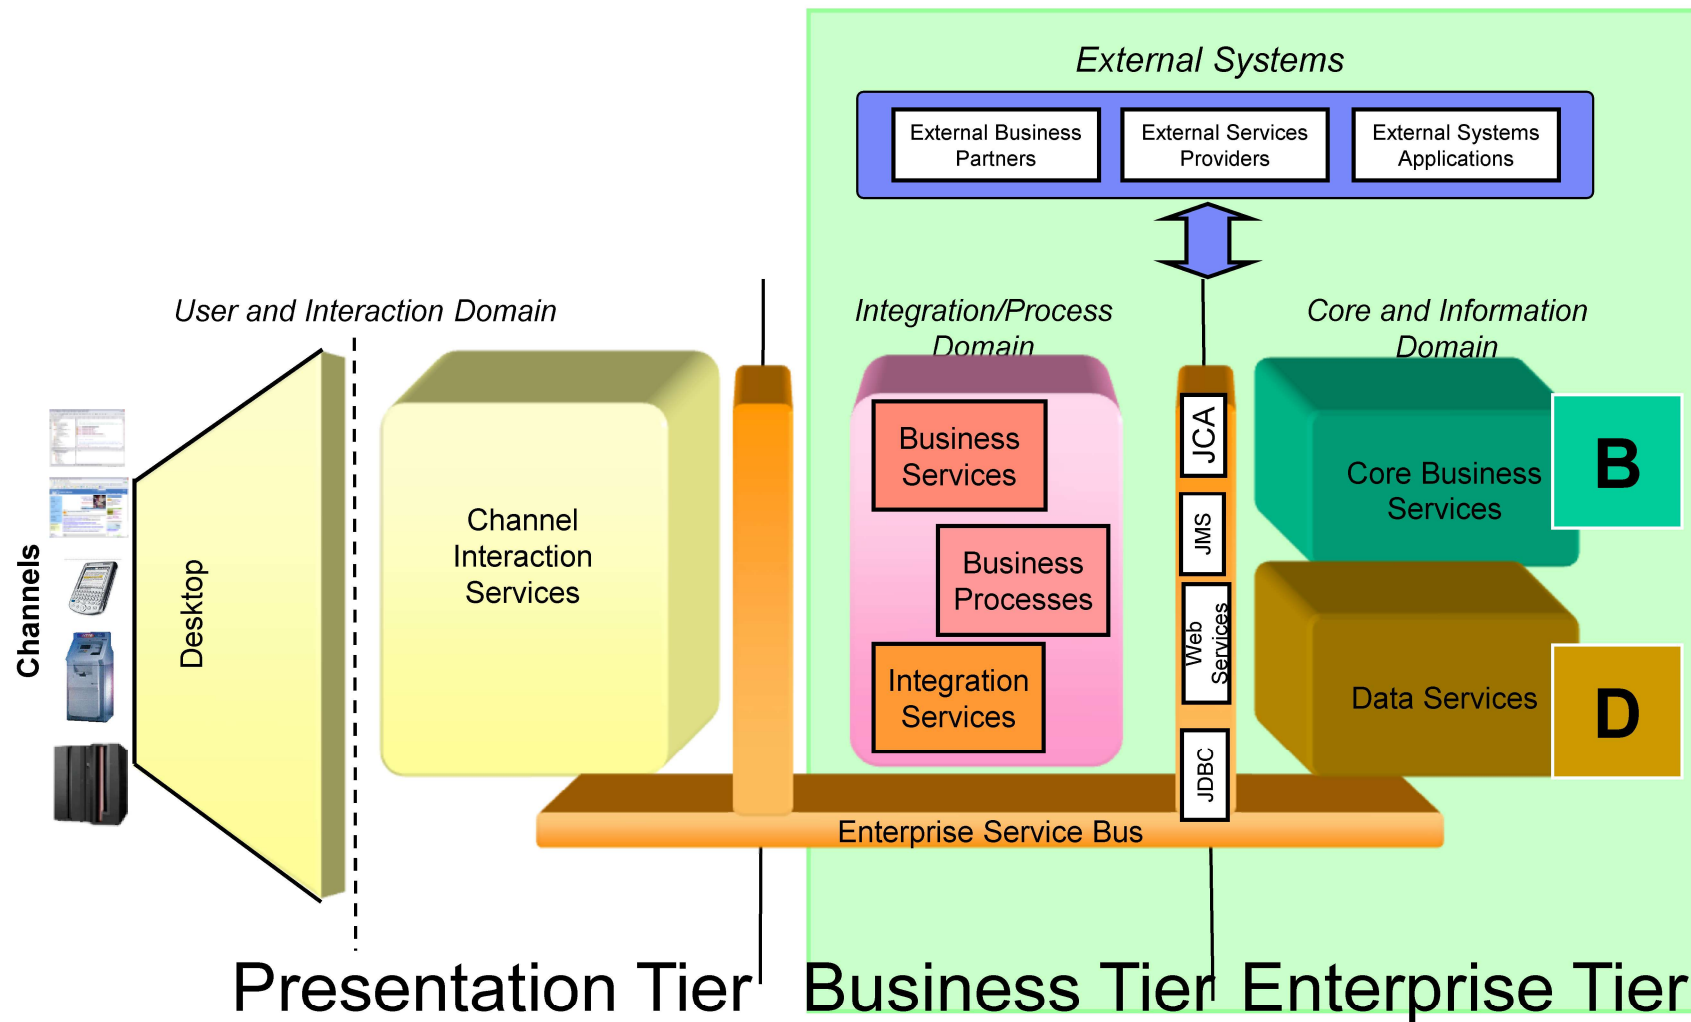 External Systems
External Business
Partners
External Services
Providers
External Systems
Applications
User and Interaction Domain
Integration/Process
Domain
Core and Information
Domain
Channels
Desktop
Channel
Interaction
Services
Business
Services
Business
Processes
Integration
Services
JCA
JMS
Web
Services
JDBC
Core Business
Services
B
Data Services
D
Enterprise Service Bus
Presentation Tier
Business Tier
Enterprise Tier